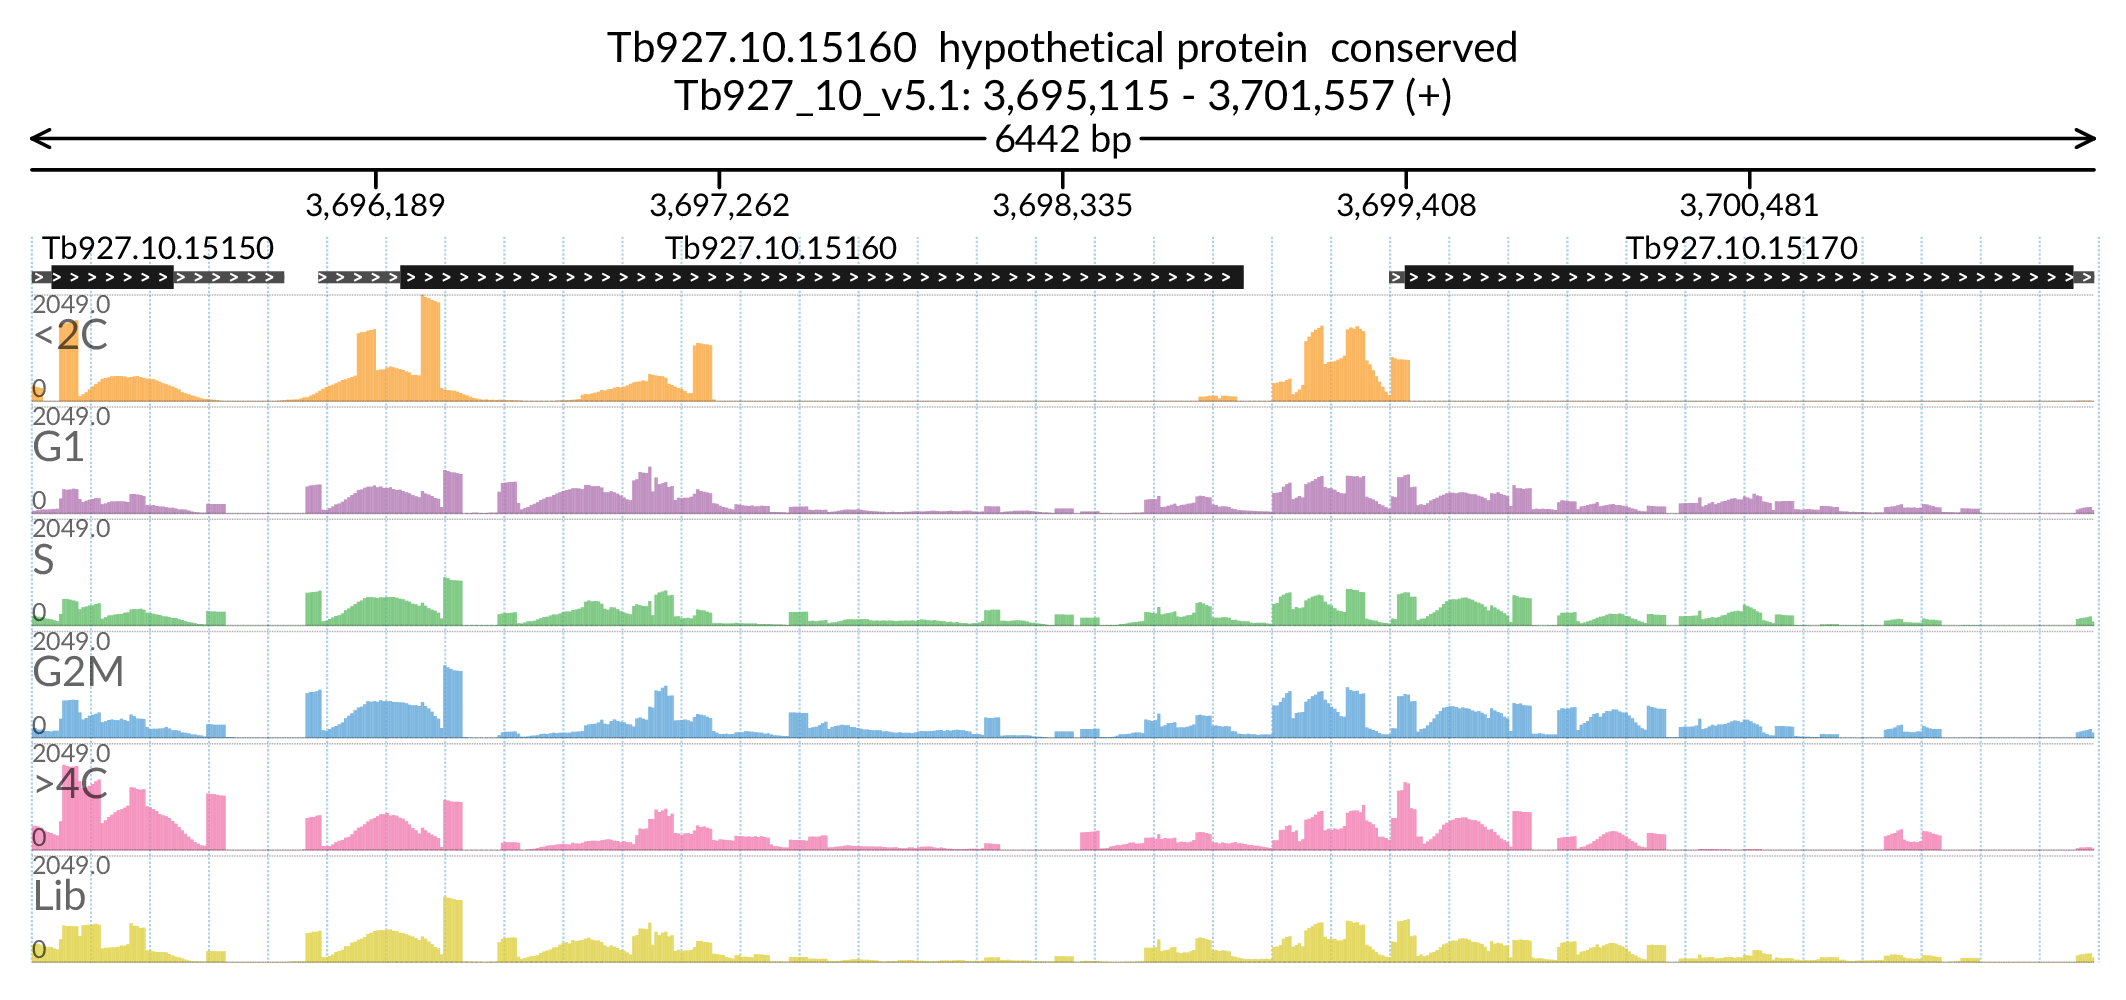 Tb927.10.15160 hypothetical protein conserved
Tb927_10_v5.1: 3,695,115 - 3,701,557 (+)
6442 bp
3,696,189 3,697,262 3,698,335 3,699,408 3,700,481
Tb927.10.15150 Tb927.10.15160 Tb927.10.15170
2049.0
<2C
0
2049.0
G1
0
2049.0
S
0
2049.0
G2M
0
2049.0
>4C
0
2049.0
Lib
0